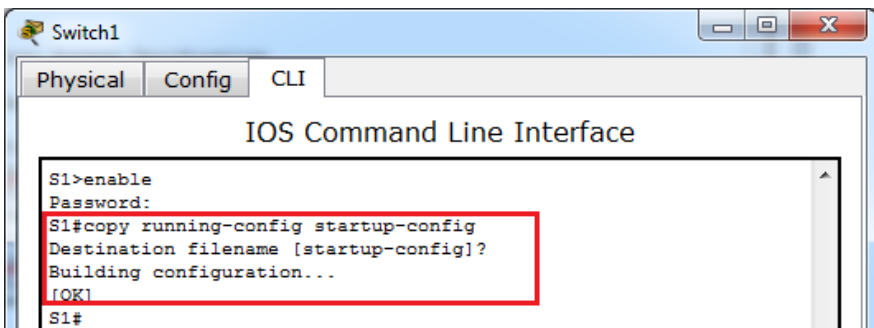 Switch1
Physical Config CLI
IOS Command Line Interface
S1>enable
Password:
S1#copy running-config startup-config
Destination filename [startup-config]?
Building configuration...
[OK]
S1#